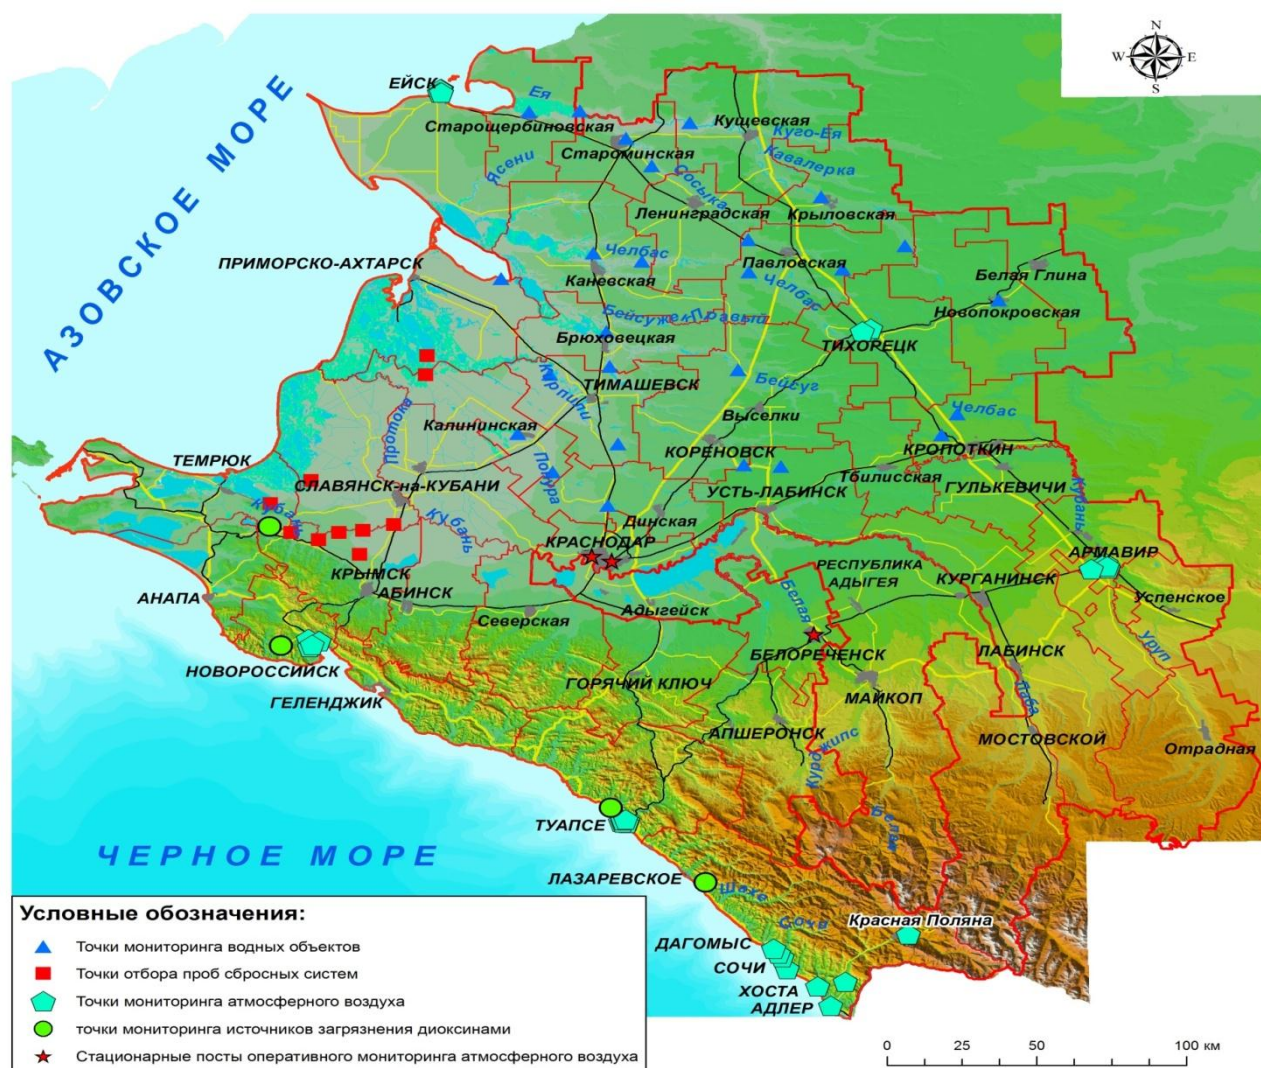 N
W E
S
ЕЙСК
Ея
Старощербиновская
Кущевская
Куго-Ея
Староминская
Кавалерка
Ясени
Сосыка
Ленинградская
Крыловская
АЗОВСКОЕ МОРЕ
Челбас
Павловская
ПРИМОРСКО-АХТАРСК
Белая Глина
Каневская
Челбас
Новопокровская
Бейсужек Правый
Брюховецкая
ТИХОРЕЦК
Кирпили
ТИМАШЕВСК
Бейсуг
Челбас
Выселки
Протока
Калининская
КРОПОТКИН
КОРЕНОВСК
ТЕМРЮК
Понура
Тбилисская
ГУЛЬКЕВИЧИ
СЛАВЯНСК-на-КУБАНИ
УСТЬ-ЛАБИНСК
Кубань
Кубань
Кубань
Динская
КРАСНОДАР
АРМАВИР
РЕСПУБЛИКА
АДЫГЕЯ
КРЫМСК
КУРГАНИНСК
АБИНСК
Белая
АНАПА
Адыгейск
Успенское
Северская
Уруп
БЕЛОРЕЧЕНСК
ЛАБИНСК
НОВОРОССИЙСК
ГОРЯЧИЙ КЛЮЧ
МАЙКОП
Лаба
ГЕЛЕНДЖИК
АПШЕРОНСК
МОСТОВСКОЙ
Отрадная
Курджипс
ТУАПСЕ
Белая
ЧЕРНОЕ МОРЕ
ЛАЗАРЕВСКОЕ
Шахе
Сочи
Красная Поляна
ДАГОМЫС
СОЧИ
ХОСТА
АДЛЕР
Условные обозначения:
Точки мониторинга водных объектов
Точки отбора проб сбросных систем
Точки мониторинга атмосферного воздуха
точки мониторинга источников загрязнения диоксинами
Стационарные посты оперативного мониторинга атмосферного воздуха
0 25 50 100 км